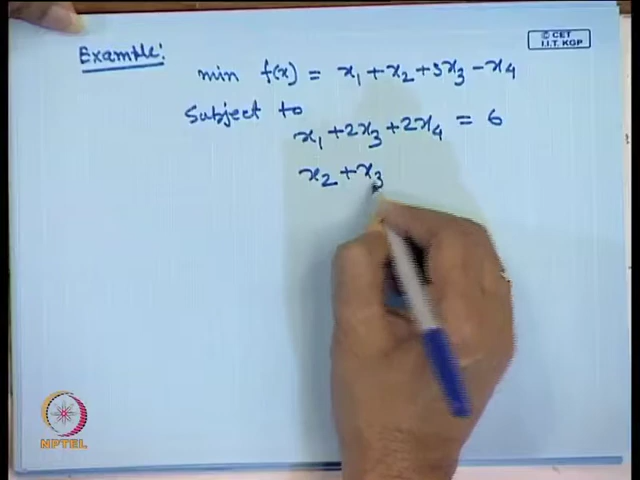 Example:
© CET
I.I.T. KGP
min f(x) = x₁ + x₂ + 3x₃ - x₄
Subject to
x₁ + 2x₃ + 2x₄ = 6
x₂ + x₃
NPTEL